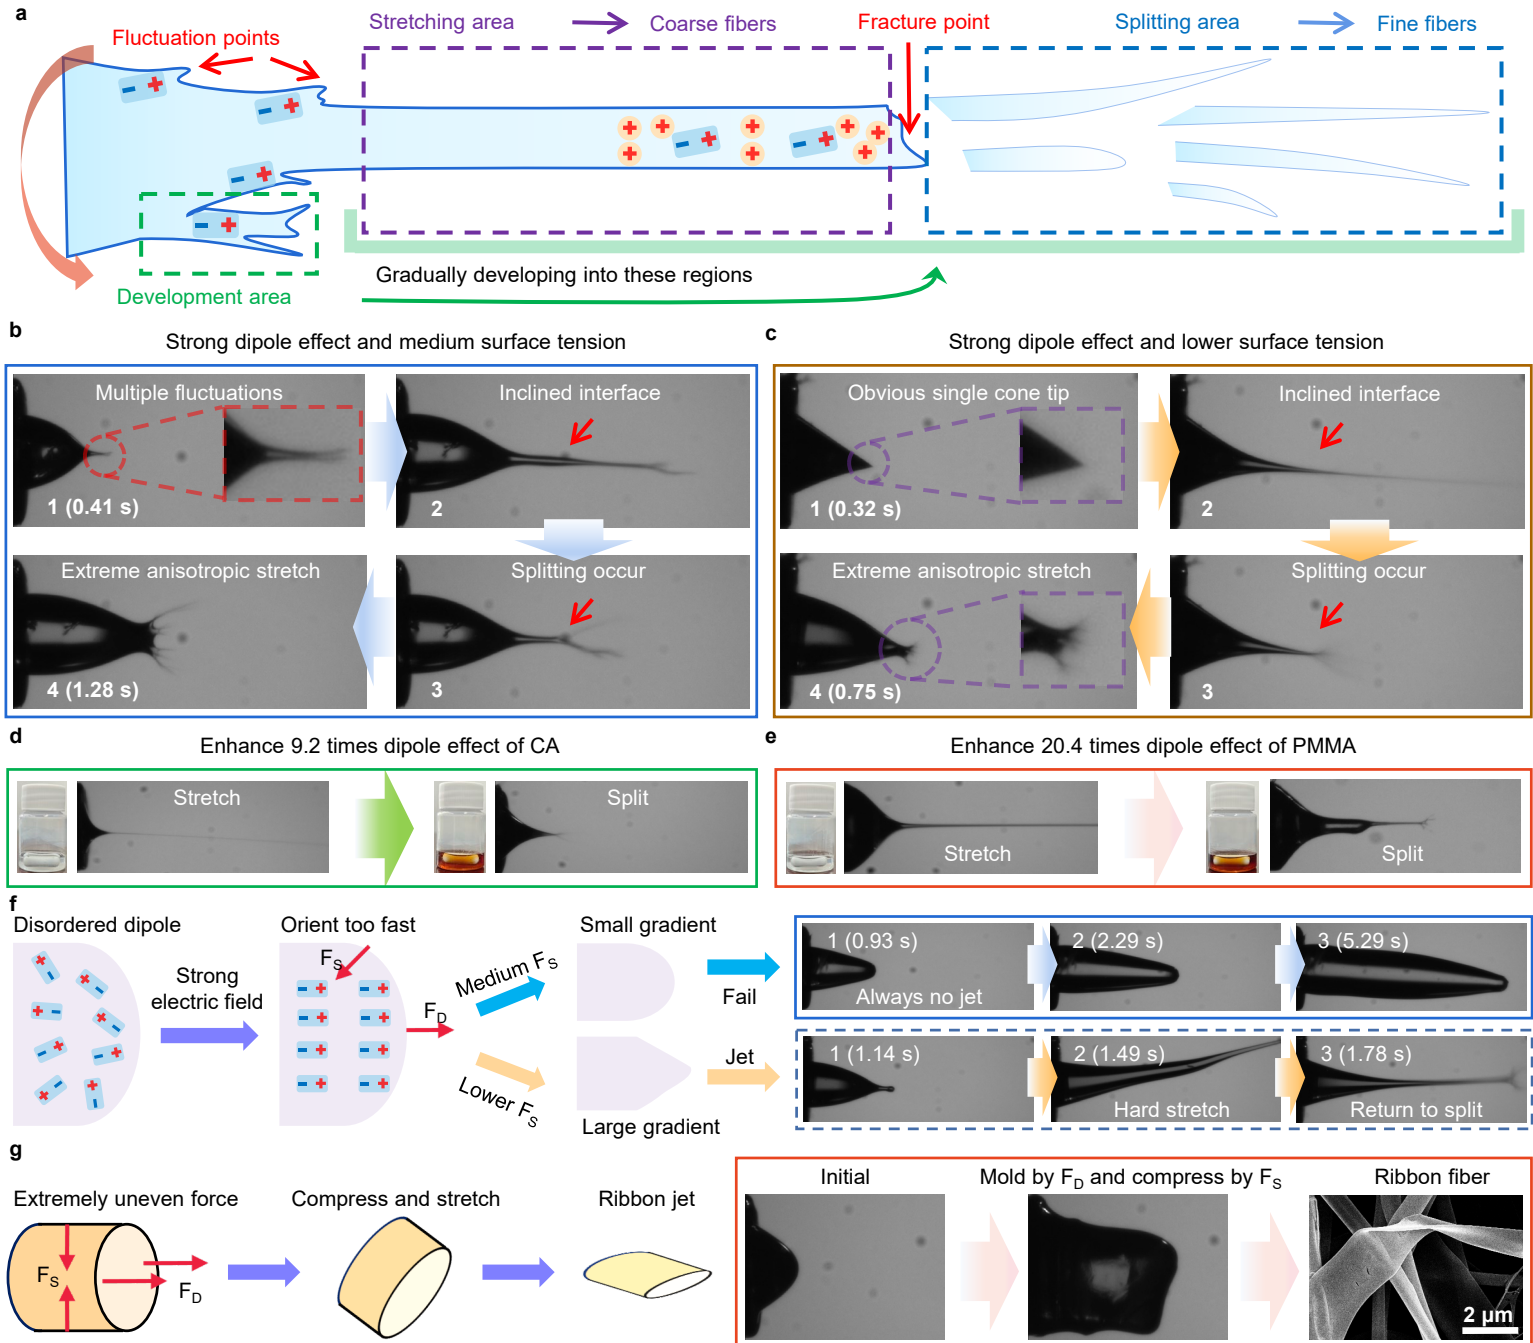 a
Stretching area
Coarse fibers
Fracture point
Splitting area
Fine fibers
Fluctuation points
Gradually developing into these regions
Development area
b
Strong dipole effect and medium surface tension
Multiple fluctuations
1 (0.41 s)
Inclined interface
2
Extreme anisotropic stretch
4 (1.28 s)
Splitting occur
3
c
Strong dipole effect and lower surface tension
Obvious single cone tip
1 (0.32 s)
Inclined interface
2
Extreme anisotropic stretch
4 (0.75 s)
Splitting occur
3
d
Enhance 9.2 times dipole effect of CA
Stretch
Split
e
Enhance 20.4 times dipole effect of PMMA
Stretch
Split
f
Disordered dipole
Strong
electric field
Orient too fast
FS
FD
Medium FS
Lower FS
Small gradient
Large gradient
Fail
Jet
1 (0.93 s)
Always no jet
2 (2.29 s)
3 (5.29 s)
1 (1.14 s)
2 (1.49 s)
Hard stretch
3 (1.78 s)
Return to split
g
Extremely uneven force
FS
FD
Compress and stretch
Ribbon jet
Initial
Mold by FD and compress by FS
Ribbon fiber
2 μm